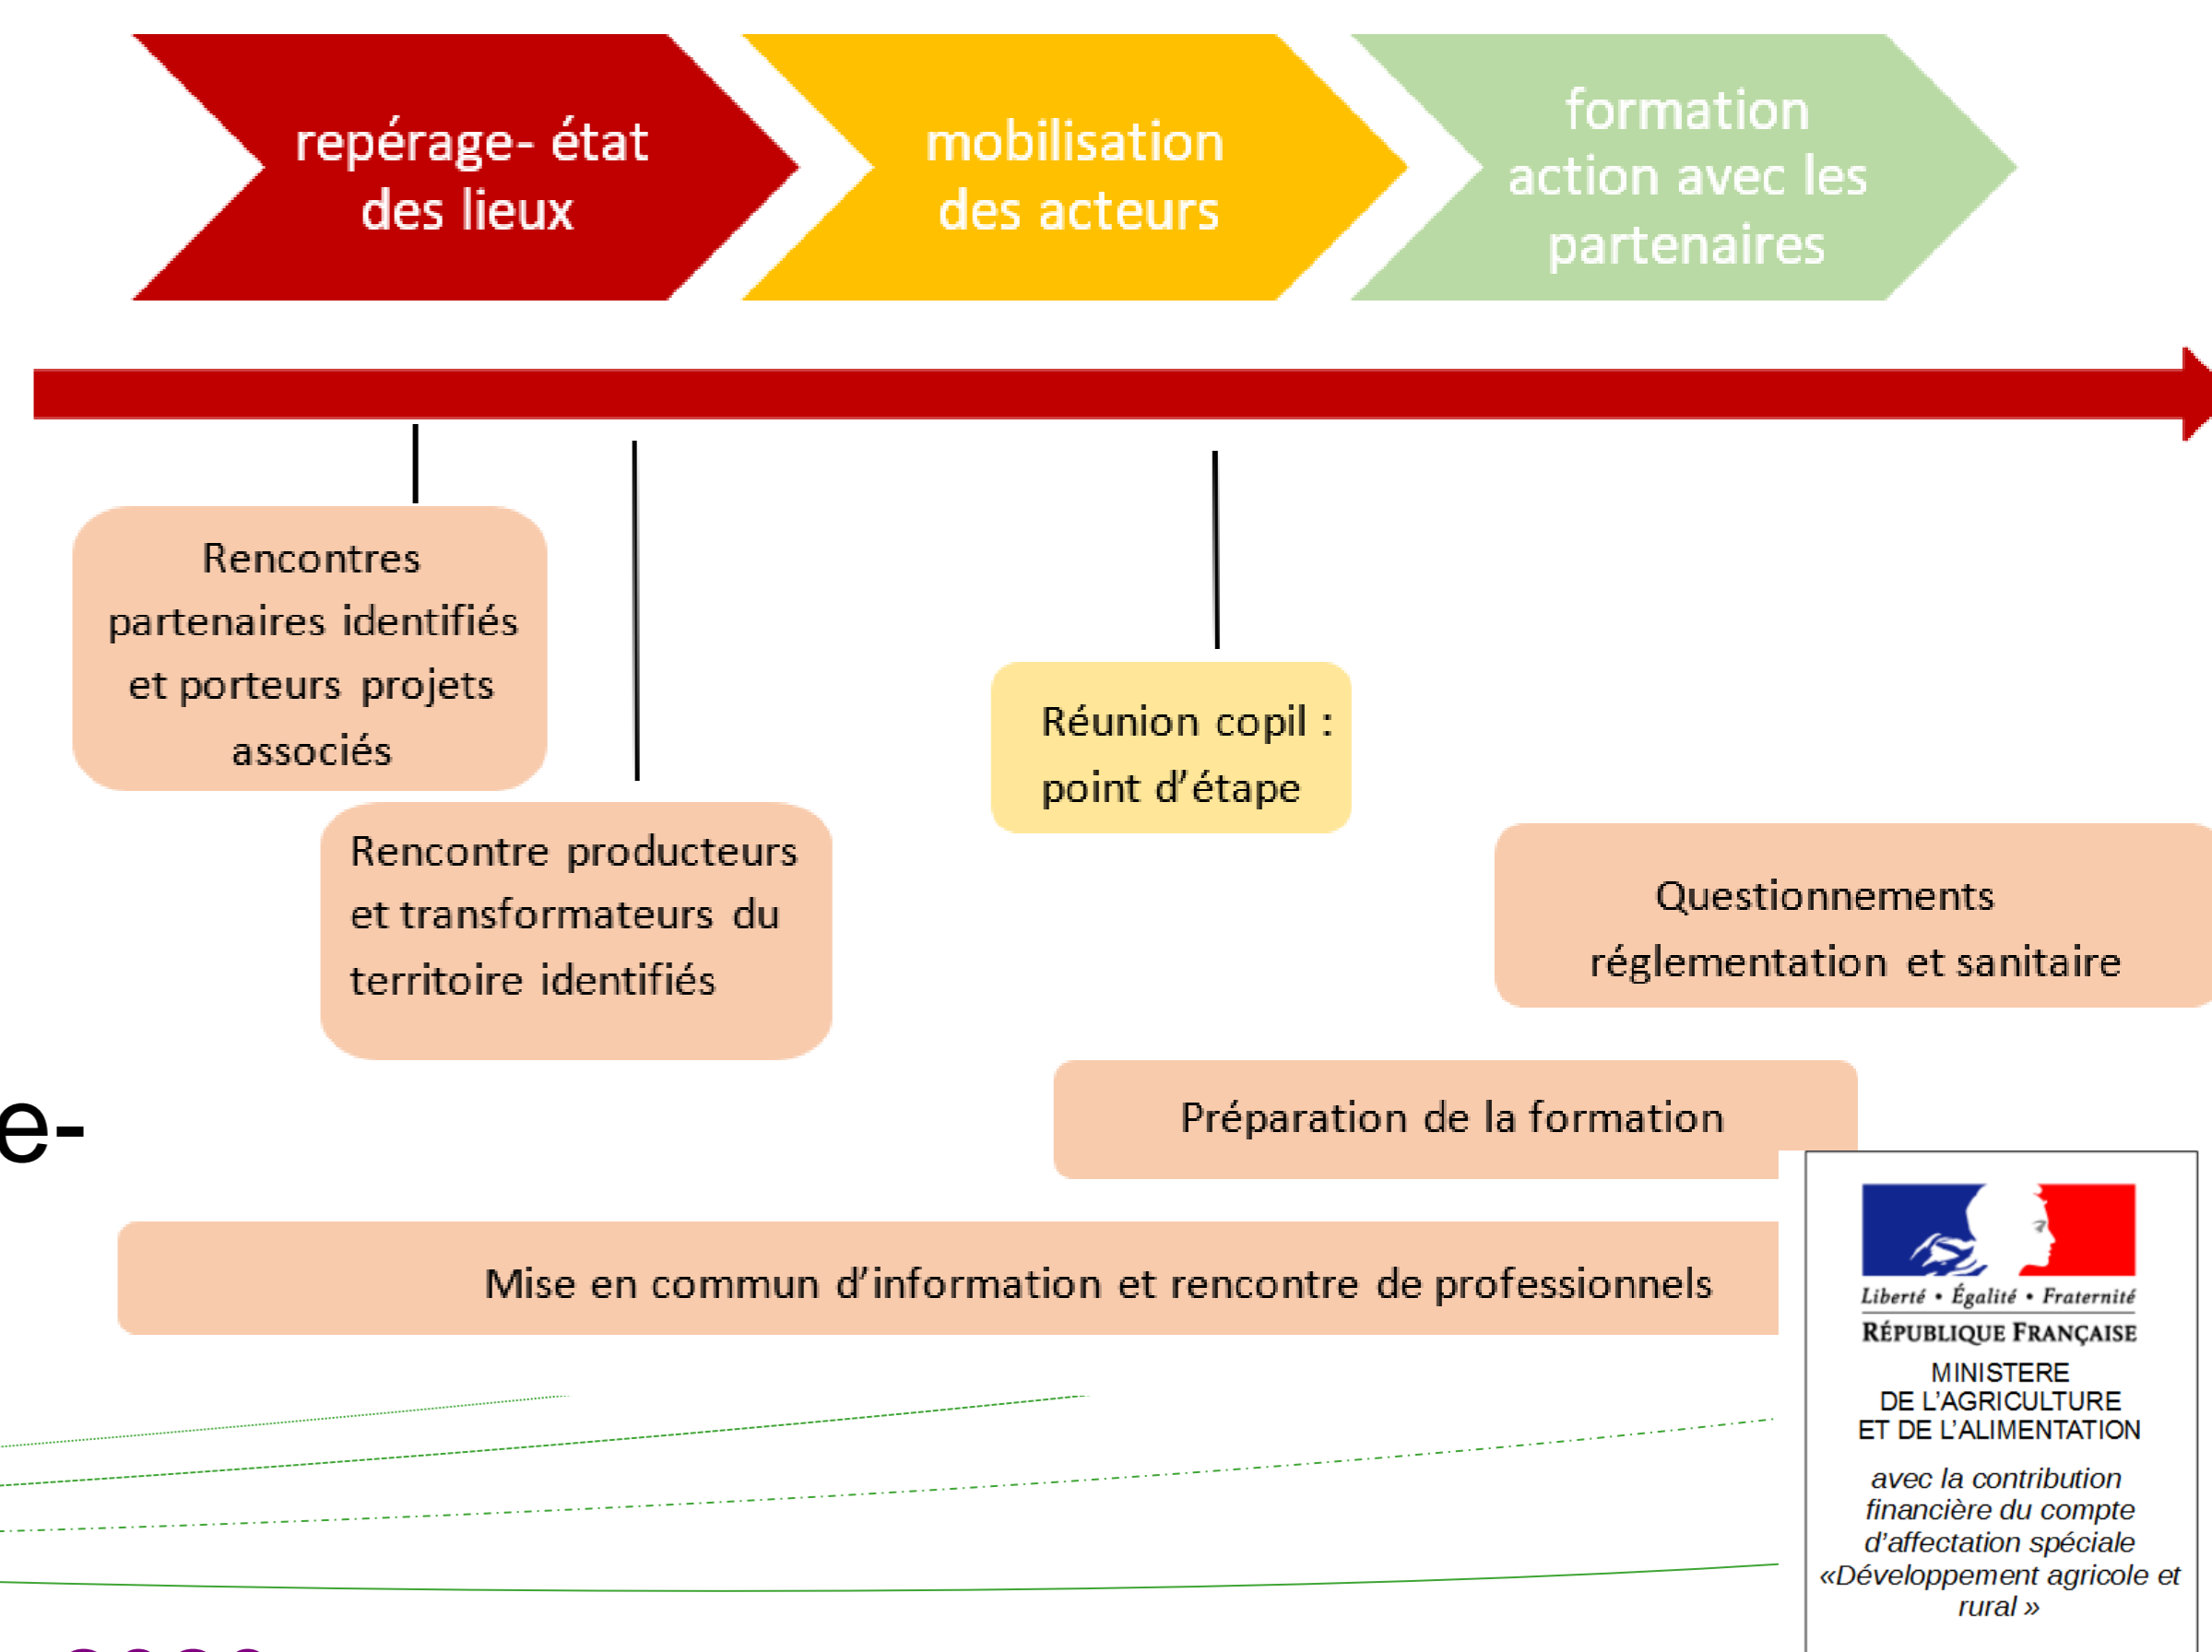 repérage- état
des lieux
mobilisation
des acteurs
formation
action avec les
partenaires
Rencontres
partenaires identifiés
et porteurs projets
associés
Rencontre producteurs
et transformateurs du
territoire identifiés
Réunion copil :
point d'étape
Questionnements
réglementation et sanitaire
Préparation de la formation
e-
Mise en commun d'information et rencontre de professionnels
Liberté • Égalité • Fraternité
RÉPUBLIQUE FRANÇAISE
MINISTERE
DE L'AGRICULTURE
ET DE L'ALIMENTATION
avec la contribution
financière du compte
d'affectation spéciale
«Développement agricole et
rural »